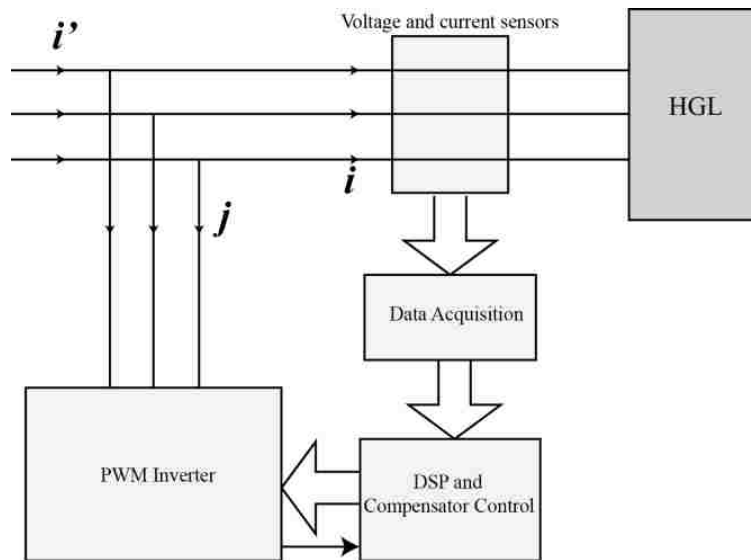 Voltage and current sensors
i’
HGL
i
j
Data Acquisition
PWM Inverter
DSP and
Compensator Control